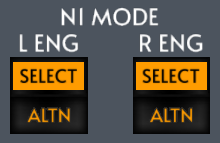 NI MODE
L ENG R ENG
SELECT SELECT
ALTN ALTN